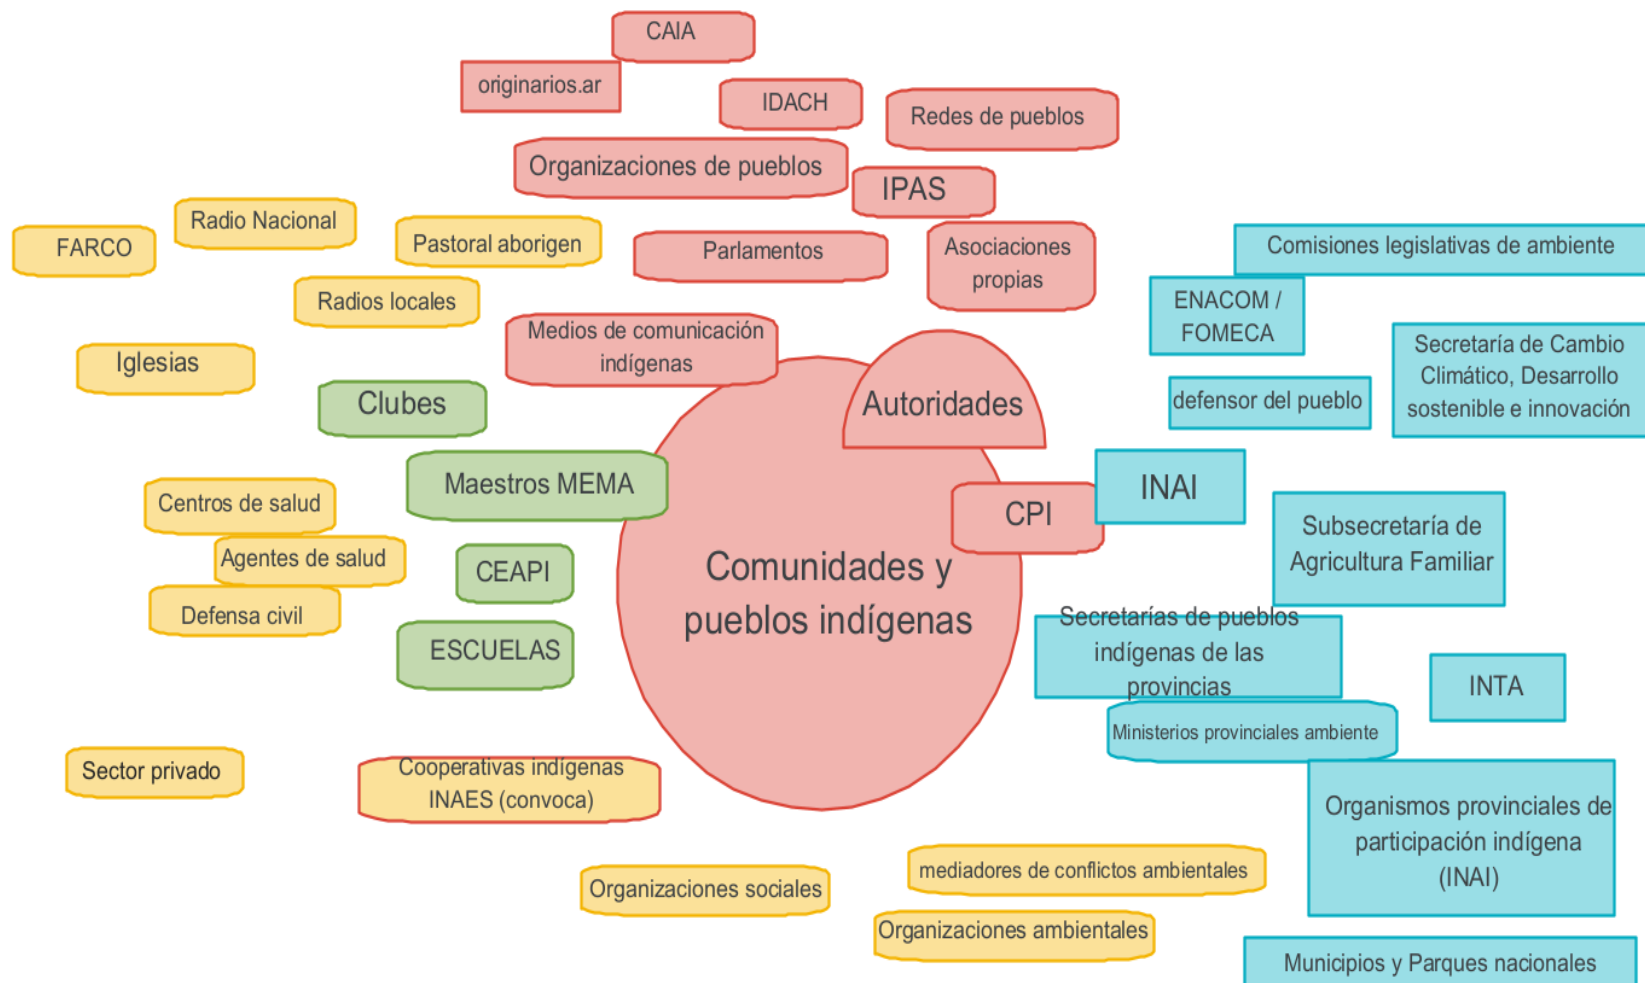 CAIA
originarios.ar
IDACH
Redes de pueblos
Organizaciones de pueblos
IPAS
Radio Nacional
FARCO
Pastoral aborigen
Parlamentos
Asociaciones
propias
Comisiones legislativas de ambiente
Radios locales
ENACOM /
FOMECA
Medios de comunicación
indígenas
Iglesias
Secretaría de Cambio
Climático, Desarrollo
sostenible e innovación
Clubes
Autoridades
defensor del pueblo
Maestros MEMA
INAI
Centros de salud
CPI
Subsecretaría de
Agricultura Familiar
Agentes de salud
CEAPI
Comunidades y
pueblos indígenas
Defensa civil
ESCUELAS
Secretarías de pueblos
indígenas de las
provincias
INTA
Ministerios provinciales ambiente
Sector privado
Cooperativas indígenas
INAES (convoca)
Organismos provinciales de
participación indígena
(INAI)
mediadores de conflictos ambientales
Organizaciones sociales
Organizaciones ambientales
Municipios y Parques nacionales